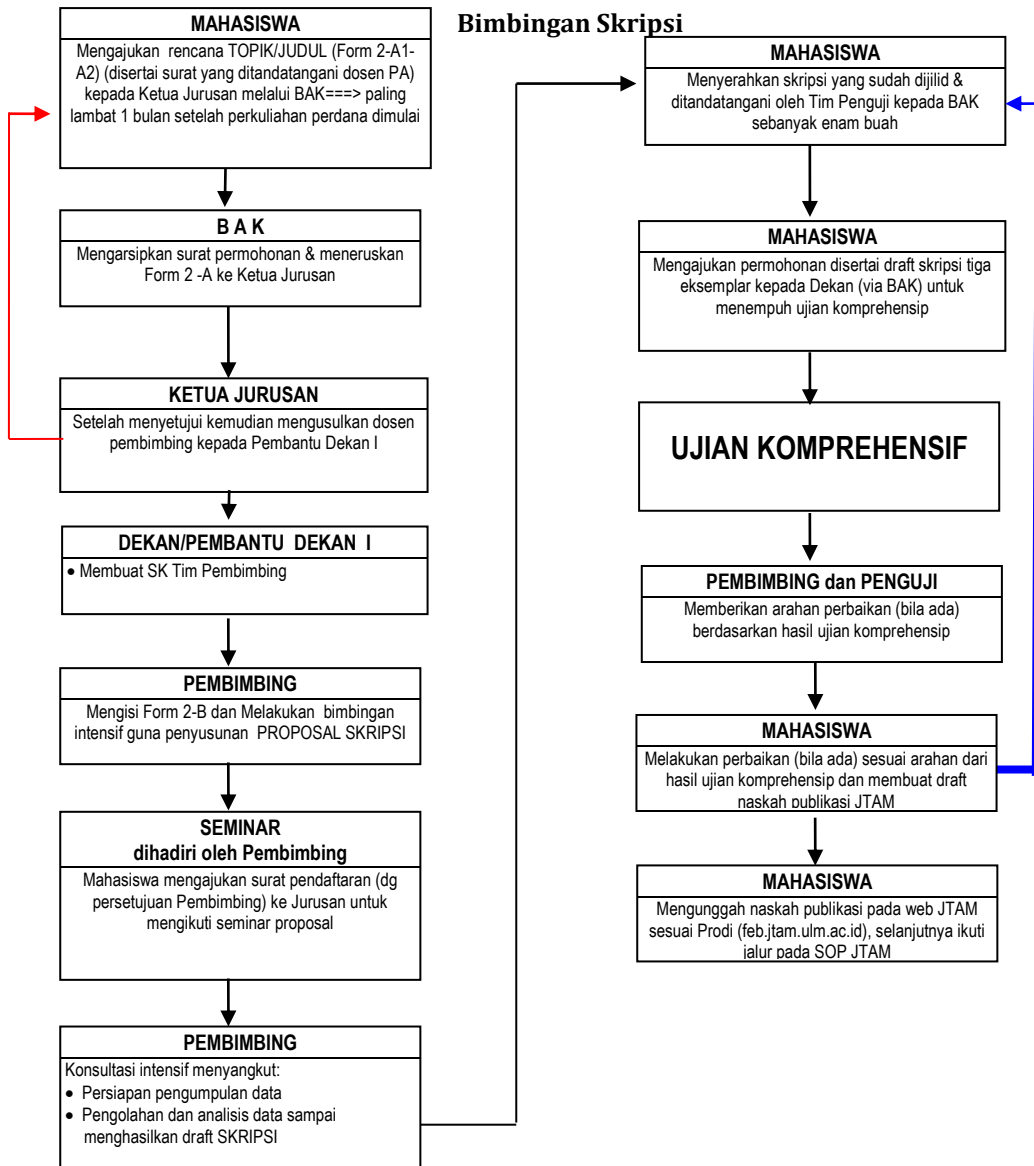 Bimbingan Skripsi
MAHASISWA
Mengajukan rencana TOPIK/JUDUL (Form 2-A1-
A2) (disertai surat yang ditandatangani dosen PA)
kepada Ketua Jurusan melalui BAK===> paling
lambat 1 bulan setelah perkuliahan perdana dimulai
B A K
Mengarsipkan surat permohonan & meneruskan
Form 2 -A ke Ketua Jurusan
KETUA JURUSAN
Setelah menyetujui kemudian mengusulkan dosen
pembimbing kepada Pembantu Dekan I
DEKAN/PEMBANTU DEKAN I
• Membuat SK Tim Pembimbing
PEMBIMBING
Mengisi Form 2-B dan Melakukan bimbingan
intensif guna penyusunan PROPOSAL SKRIPSI
SEMINAR
dihadiri oleh Pembimbing
Mahasiswa mengajukan surat pendaftaran (dg
persetujuan Pembimbing) ke Jurusan untuk
mengikuti seminar proposal
PEMBIMBING
Konsultasi intensif menyangkut:
• Persiapan pengumpulan data
• Pengolahan dan analisis data sampai
menghasilkan draft SKRIPSI
MAHASISWA
Menyerahkan skripsi yang sudah dijilid &
ditandatangani oleh Tim Penguji kepada BAK
sebanyak enam buah
MAHASISWA
Mengajukan permohonan disertai draft skripsi tiga
eksemplar kepada Dekan (via BAK) untuk
menempuh ujian komprehensip
UJIAN KOMPREHENSIF
PEMBIMBING dan PENGUJI
Memberikan arahan perbaikan (bila ada)
berdasarkan hasil ujian komprehensip
MAHASISWA
Melakukan perbaikan (bila ada) sesuai arahan dari
hasil ujian komprehensip dan membuat draft
naskah publikasi JTAM
MAHASISWA
Mengunggah naskah publikasi pada web JTAM
sesuai Prodi (feb.jtam.ulm.ac.id), selanjutnya ikuti
jalur pada SOP JTAM